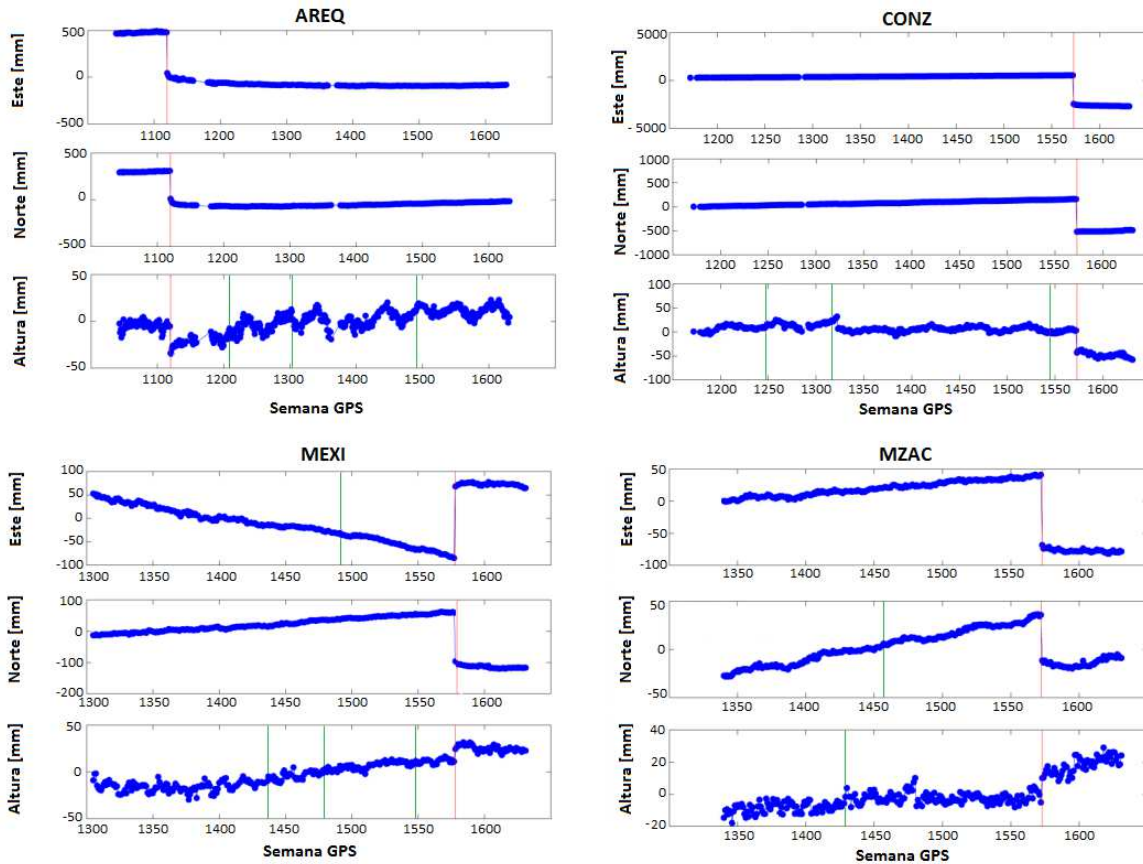 AREQ
Este [mm]
500
0
-500
1100 1200 1300 1400 1500 1600
Norte [mm]
500
0
-500
1100 1200 1300 1400 1500 1600
Altura [mm]
50
0
-50
1100 1200 1300 1400 1500 1600
Semana GPS
CONZ
Este [mm]
5000
0
-5000
1200 1250 1300 1350 1400 1450 1500 1550 1600
Norte [mm]
1000
500
0
-500
-1000
1200 1250 1300 1350 1400 1450 1500 1550 1600
Altura [mm]
100
50
0
-50
-100
1200 1250 1300 1350 1400 1450 1500 1550 1600
Semana GPS
MEXI
Este [mm]
100
50
0
-50
-100
1300 1350 1400 1450 1500 1550 1600
Norte [mm]
100
0
-100
-200
1300 1350 1400 1450 1500 1550 1600
Altura [mm]
50
0
-50
1300 1350 1400 1450 1500 1550 1600
Semana GPS
MZAC
Este [mm]
50
0
-50
-100
1350 1400 1450 1500 1550 1600
Norte [mm]
50
0
-50
1350 1400 1450 1500 1550 1600
Altura [mm]
40
20
0
-20
1350 1400 1450 1500 1550 1600
Semana GPS